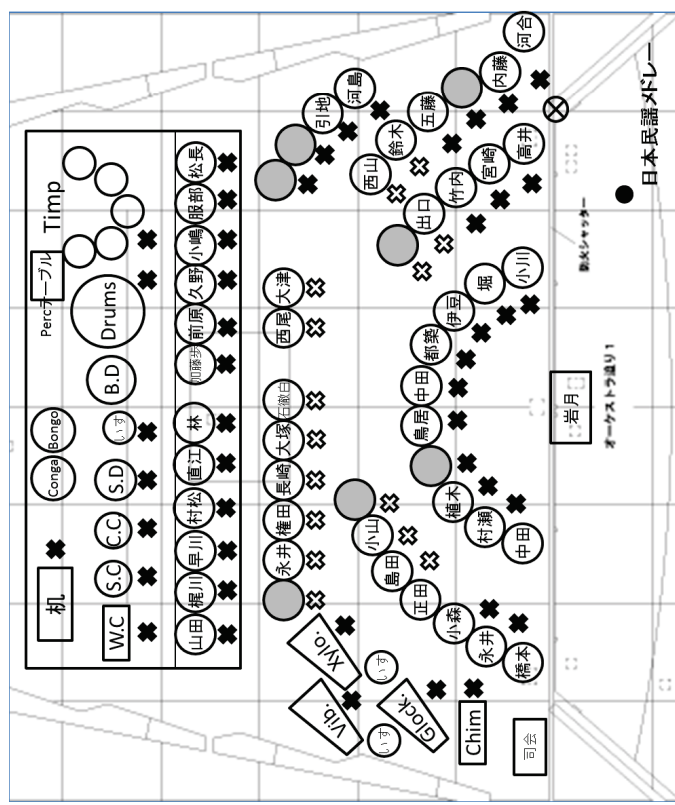 机
Conga
Bongo
Percテーブル
Timp
W.C
S.C
C.C
S.D
いす
B.D
Drums
山田
梶川
早川
村松
直江
林
加藤歩
前原
久野
小嶋
服部
松長
永井
権田
長崎
大塚
石徹白
西尾
大津
Vib.
Xylo.
いす
いす
Glock.
Chim
司会
橋本
永井
小森
正田
島田
小山
中田
村瀬
植木
鳥居
中田
都築
伊豆
堀
小川
出口
竹内
宮崎
高井
西山
鈴木
五藤
内藤
河合
引地
河島
岩月
オーケストラ迫り1
防火シャッター
日本民謡メドレー